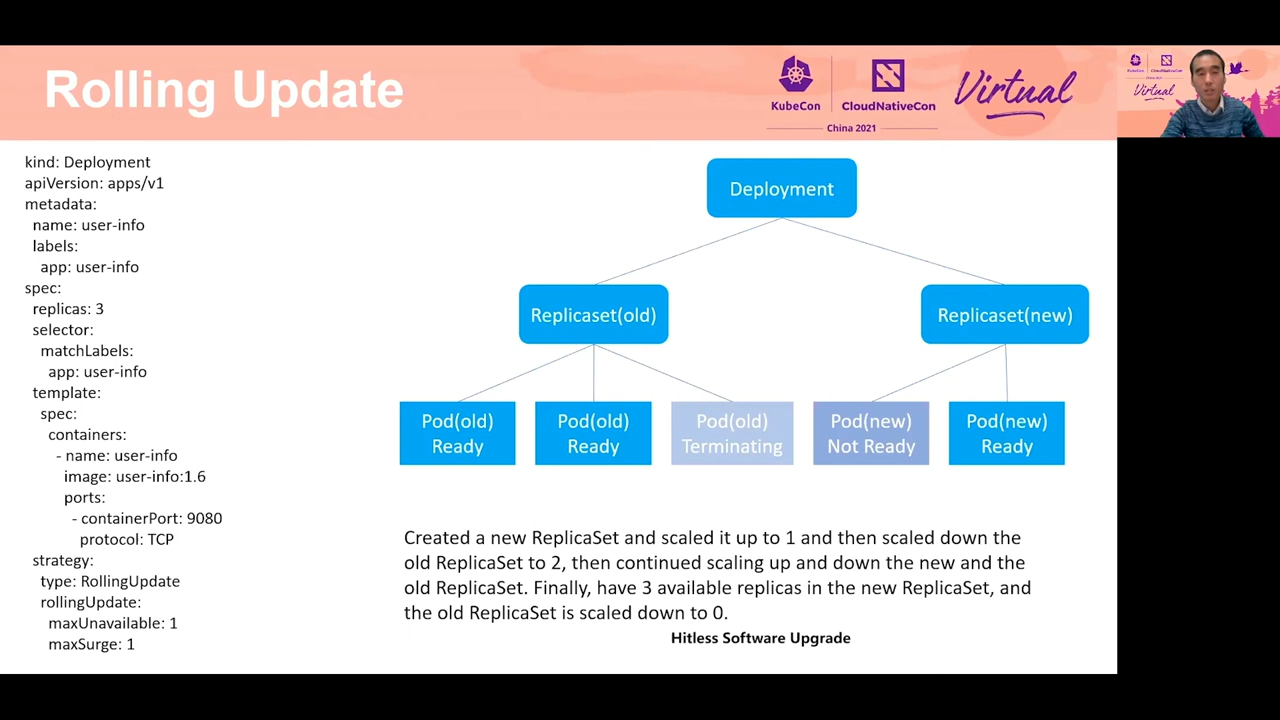 Rolling Update
KubeCon
CloudNativeCon
China 2021
Virtual
KubeCon
CloudNativeCon
Virtual
kind: Deployment
apiVersion: apps/v1
metadata:
name: user-info
labels:
app: user-info
spec:
replicas: 3
selector:
matchLabels:
app: user-info
template:
spec:
containers:
- name: user-info
image: user-info:1.6
ports:
- containerPort: 9080
protocol: TCP
strategy:
type: RollingUpdate
rollingUpdate:
maxUnavailable: 1
maxSurge: 1
Deployment
Replicaset(old)
Replicaset(new)
Pod(old)
Ready
Pod(old)
Ready
Pod(old)
Terminating
Pod(new)
Not Ready
Pod(new)
Ready
Created a new ReplicaSet and scaled it up to 1 and then scaled down the
old ReplicaSet to 2, then continued scaling up and down the new and the
old ReplicaSet. Finally, have 3 available replicas in the new ReplicaSet, and
the old ReplicaSet is scaled down to 0.
Hitless Software Upgrade